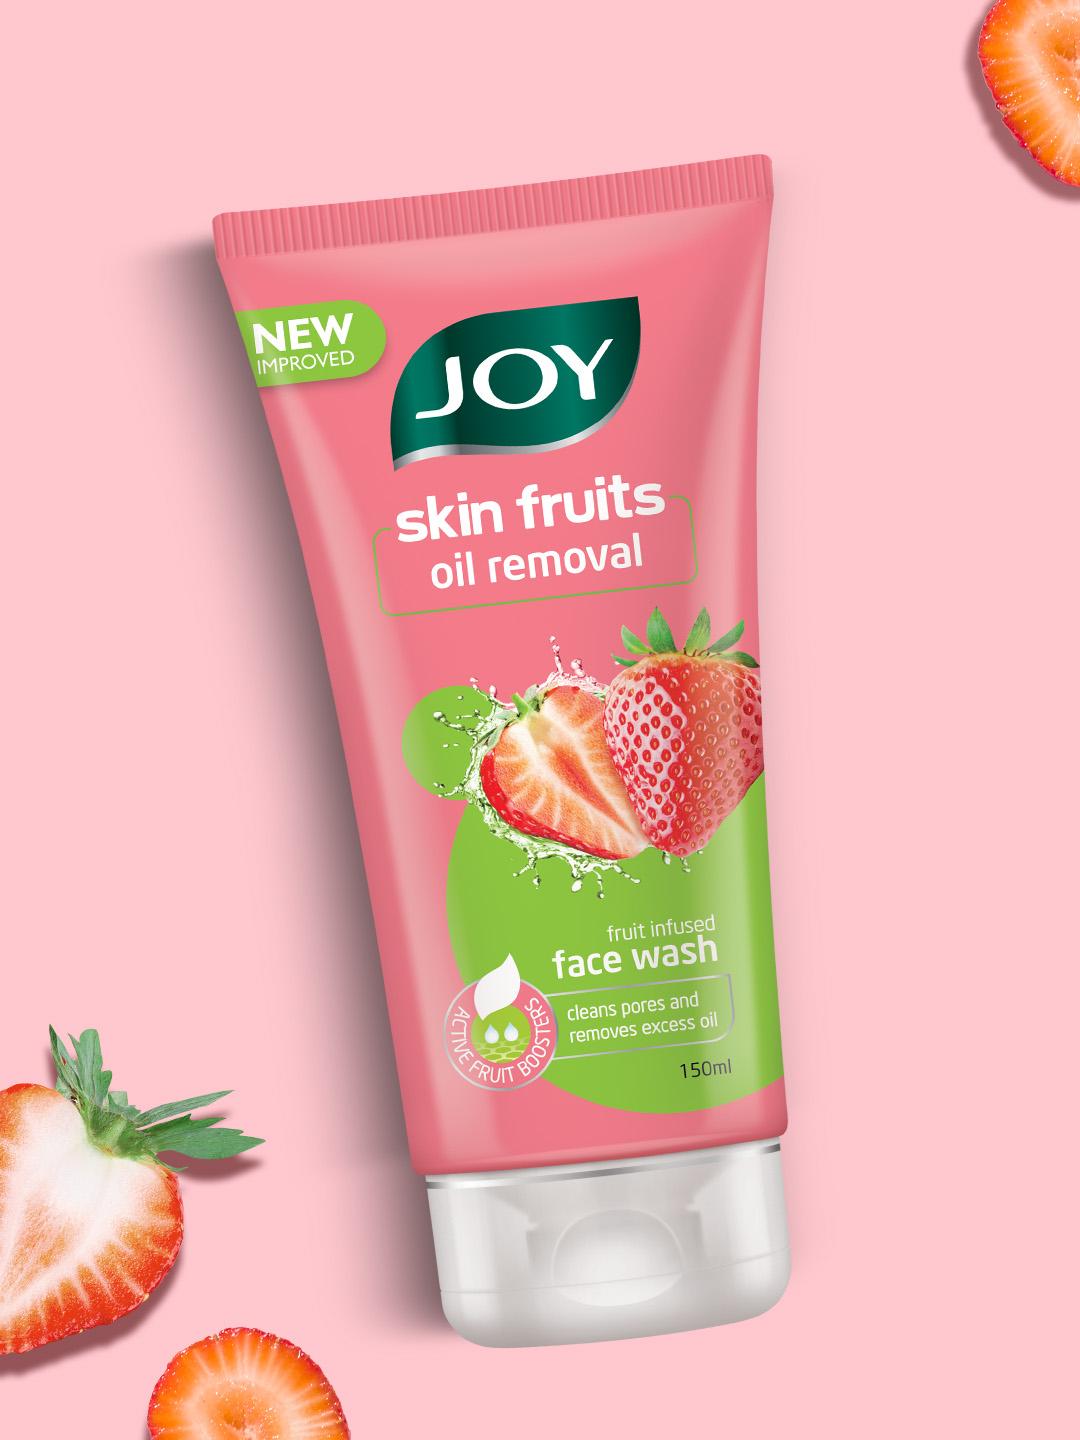 NEW
IMPROVED
JOY
skin fruits
oil removal
fruit infused
face wash
cleans pores and
removes excess oil
ACTIVE FRUIT BOOSTERS
150ml